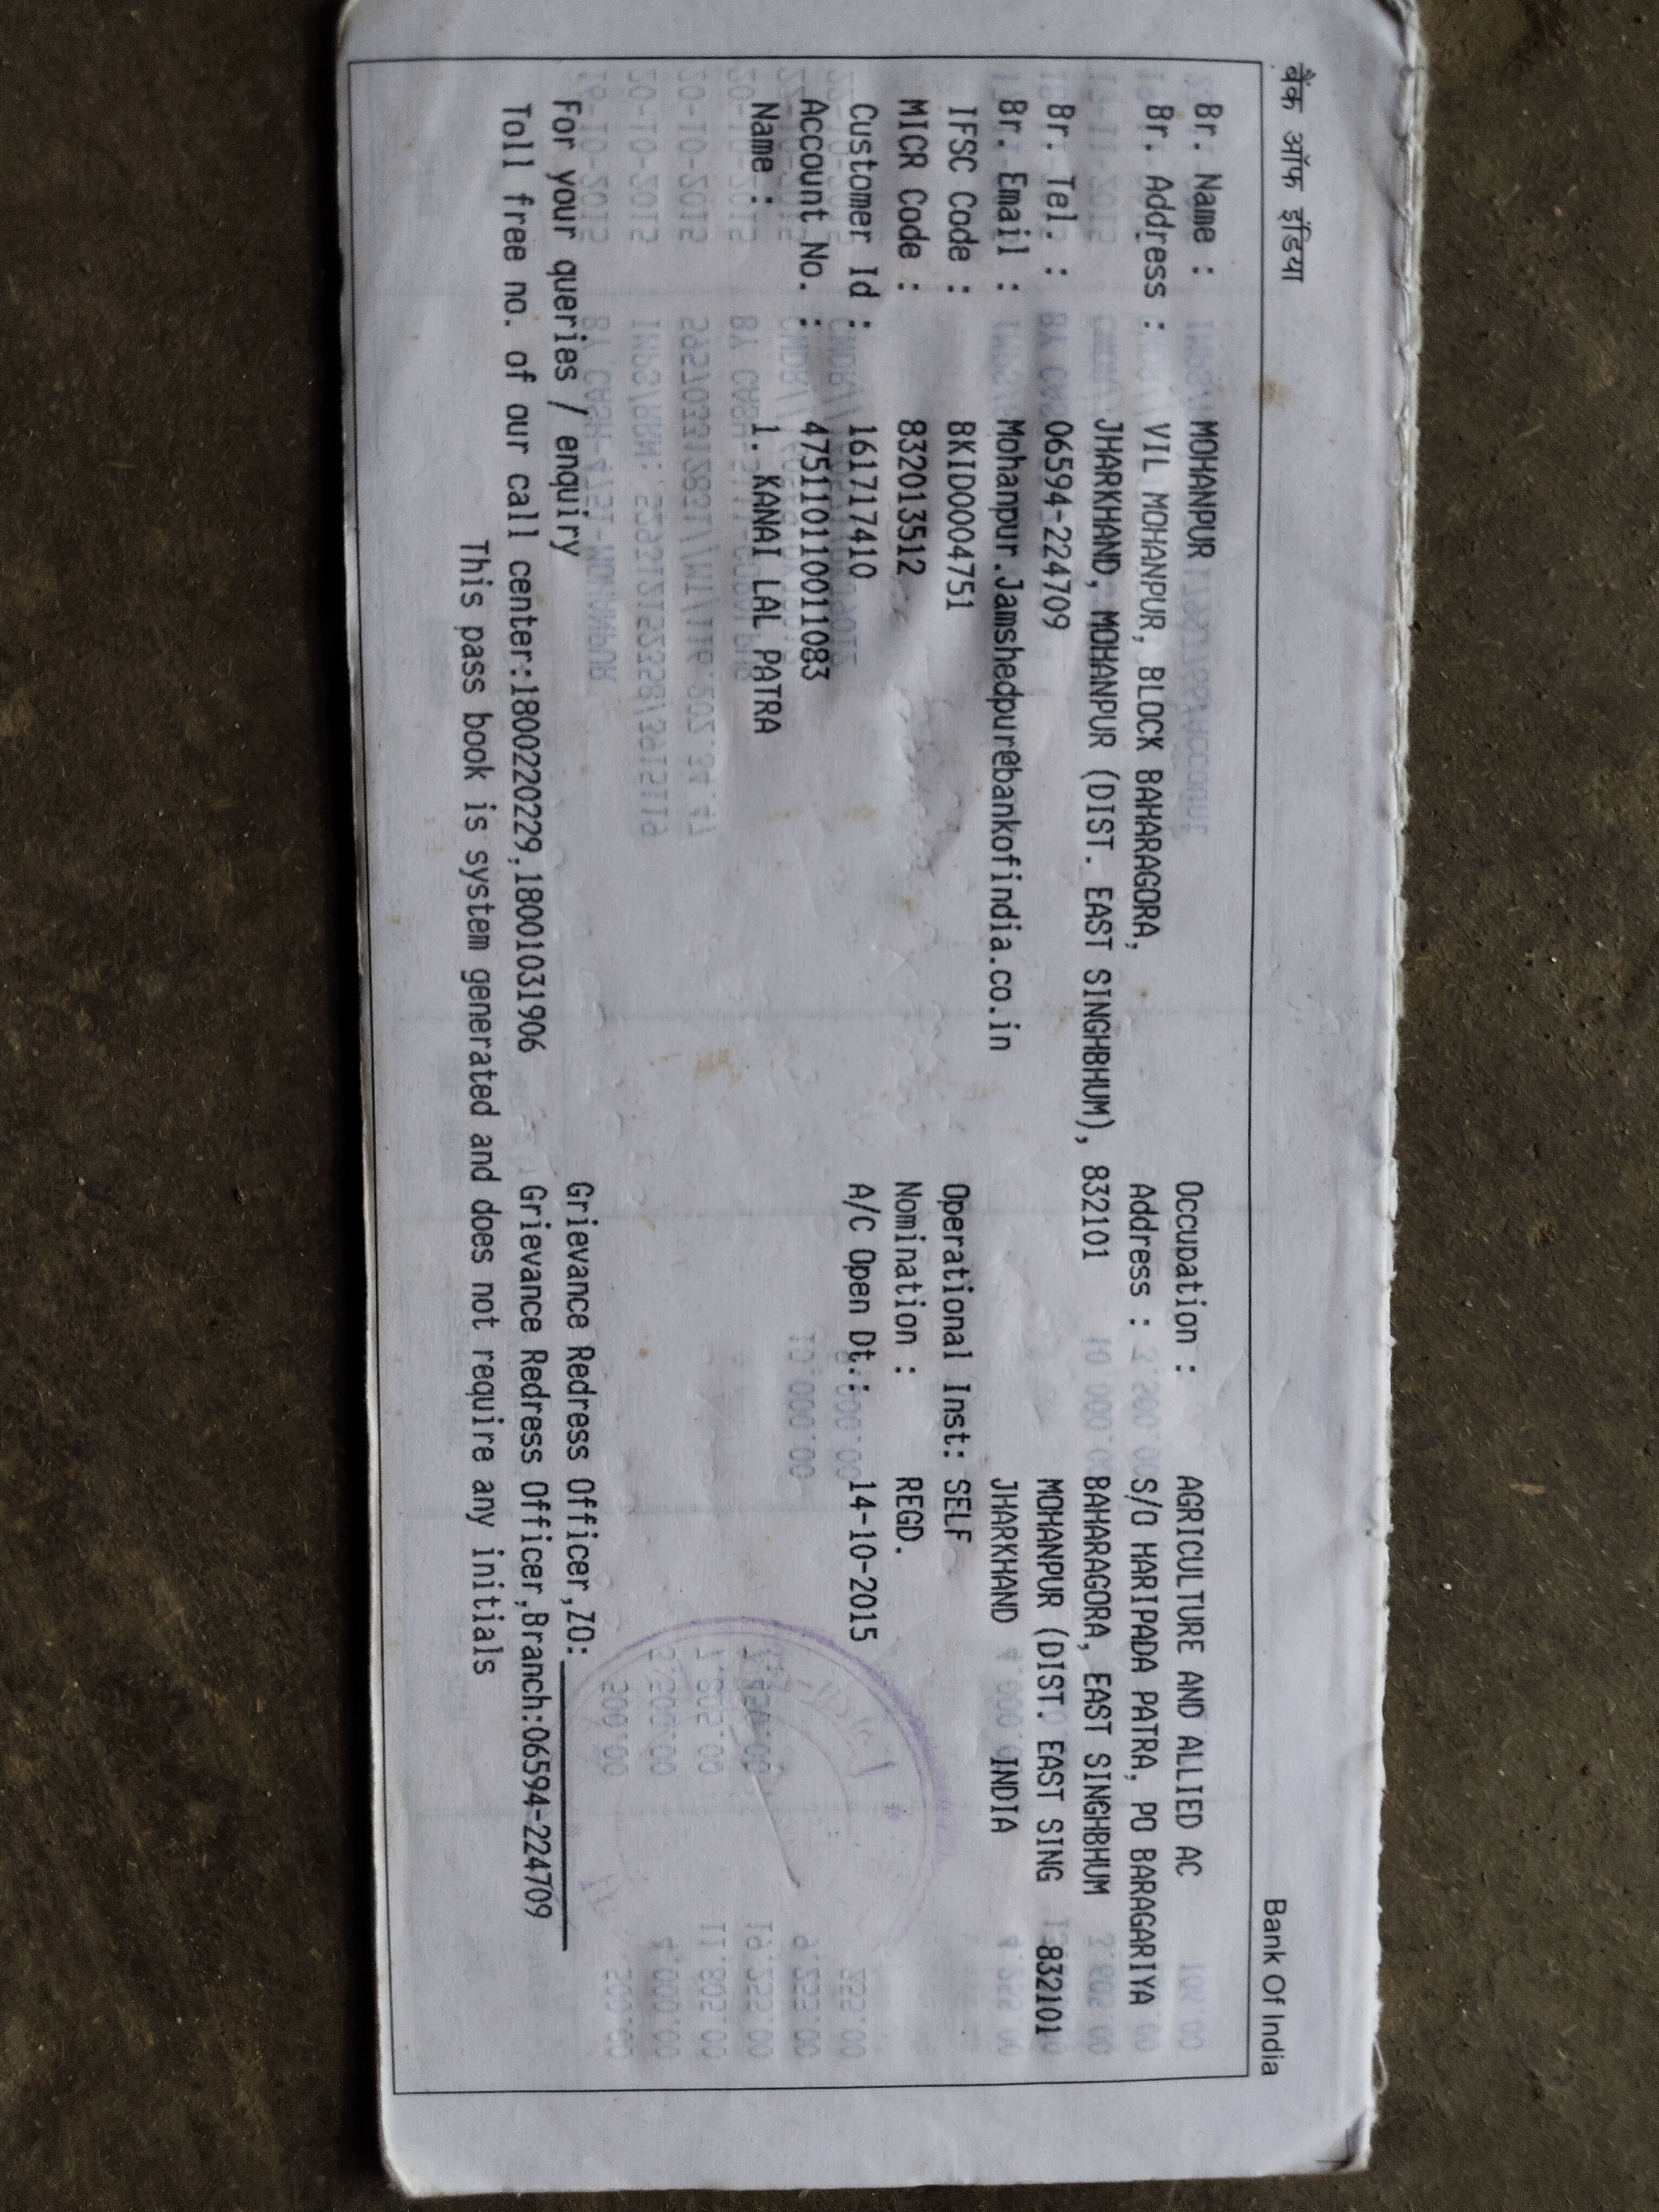 बैंक ऑफ इंडिया
Bank Of India
Br. Name : MOHANPUR
Occupation : AGRICULTURE AND ALLIED AC
Br. Address : VIL MOHANPUR, BLOCK BAHARAGORA,
Address : S/O HARIPADA PATRA, PO BARAGARIYA
JHARKHAND, MOHANPUR (DIST. EAST SINGHBHUM), 832101
BAHARAGORA, EAST SINGHBHUM
Br. Tel. : 06594-224709
MOHANPUR (DIST. EAST SING 832101
Br. Email : Mohanpur.Jamshedpur@bankofindia.co.in
JHARKHAND INDIA
IFSC Code : BKID0004751
Operational Inst: SELF
MICR Code : 832013512
Nomination : REGD.
Customer Id : 161717410
A/C Open Dt.: 14-10-2015
Account No. : 475110110011083
Name : 1. KANAI LAL PATRA
For your queries / enquiry
Grievance Redress Officer,ZO:
Toll free no. of our call center:1800220229,18001031906
Grievance Redress Officer,Branch:06594-224709
This pass book is system generated and does not require any initials